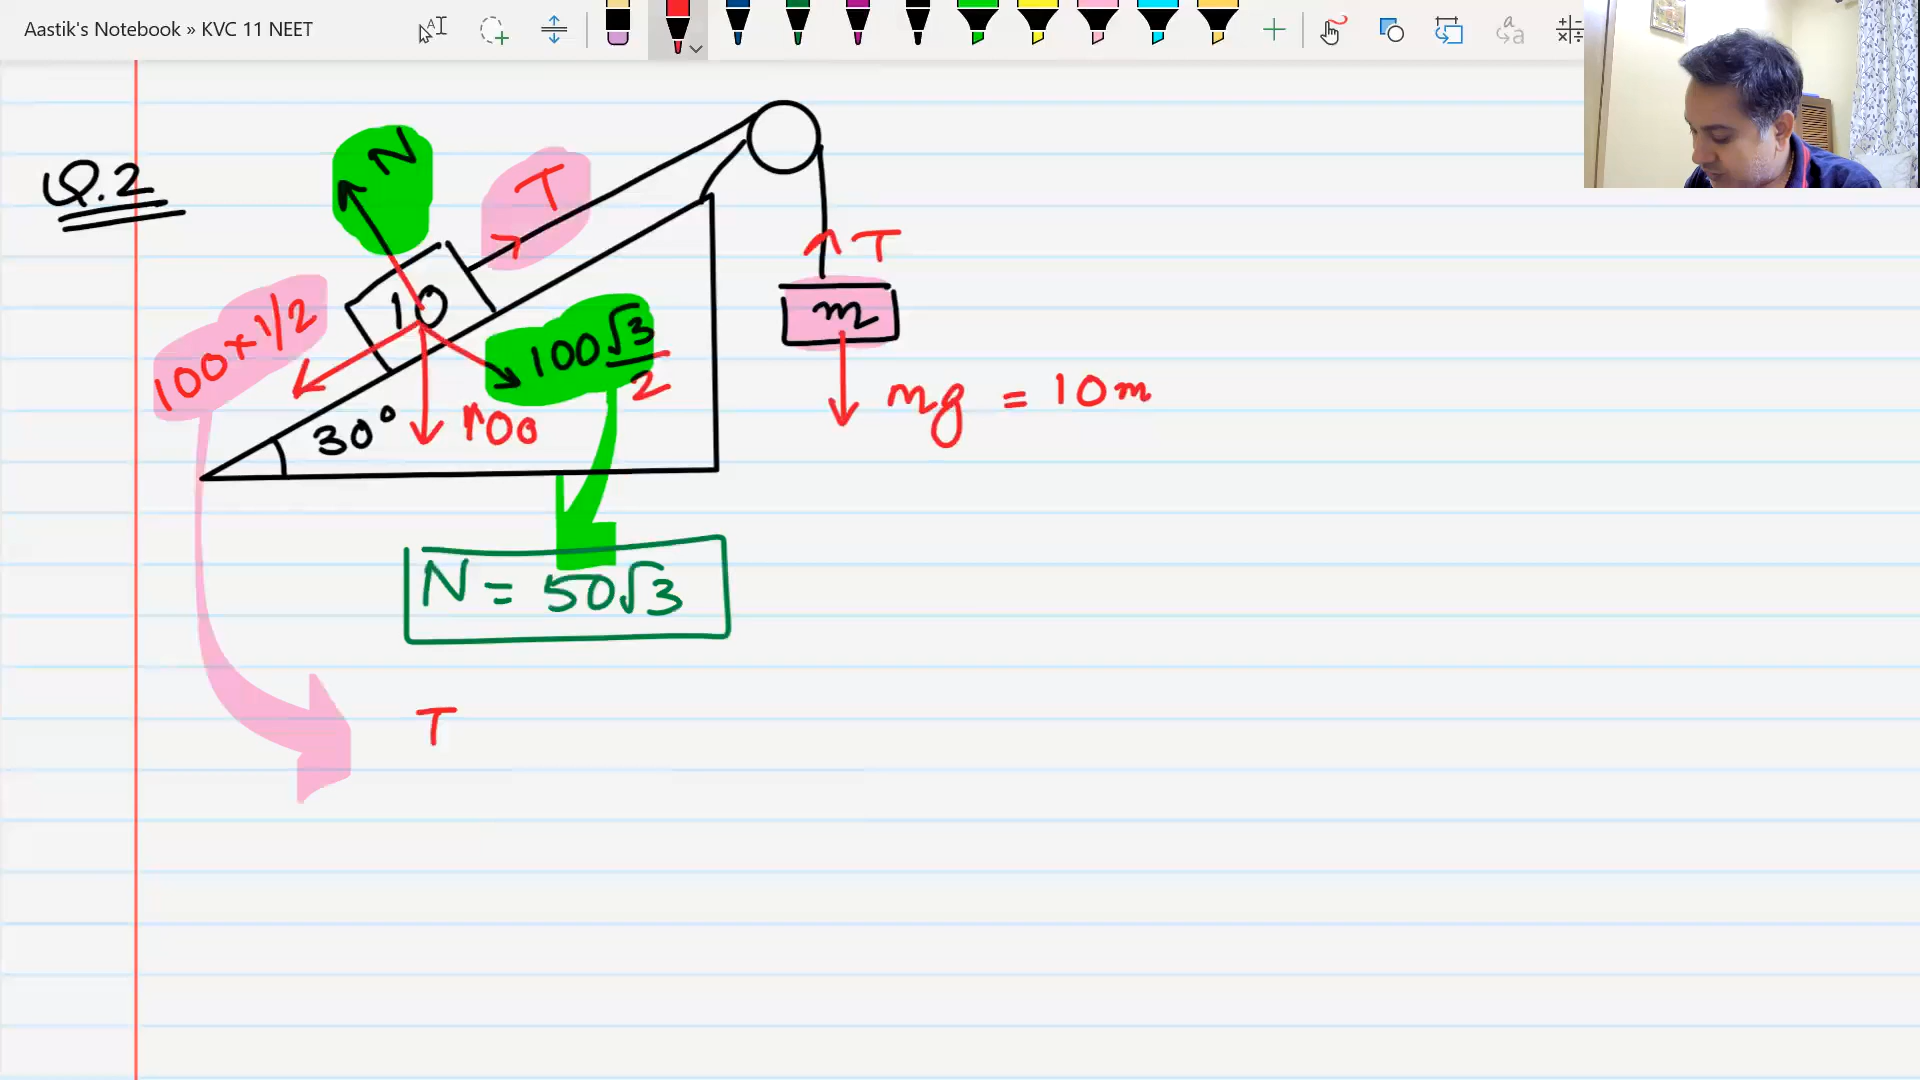 Aastik's Notebook » KVC 11 NEET
Q.2
N
T
10
100 × 1/2
100√3/2
30°
100
T
m
mg = 10m
N = 50√3
T